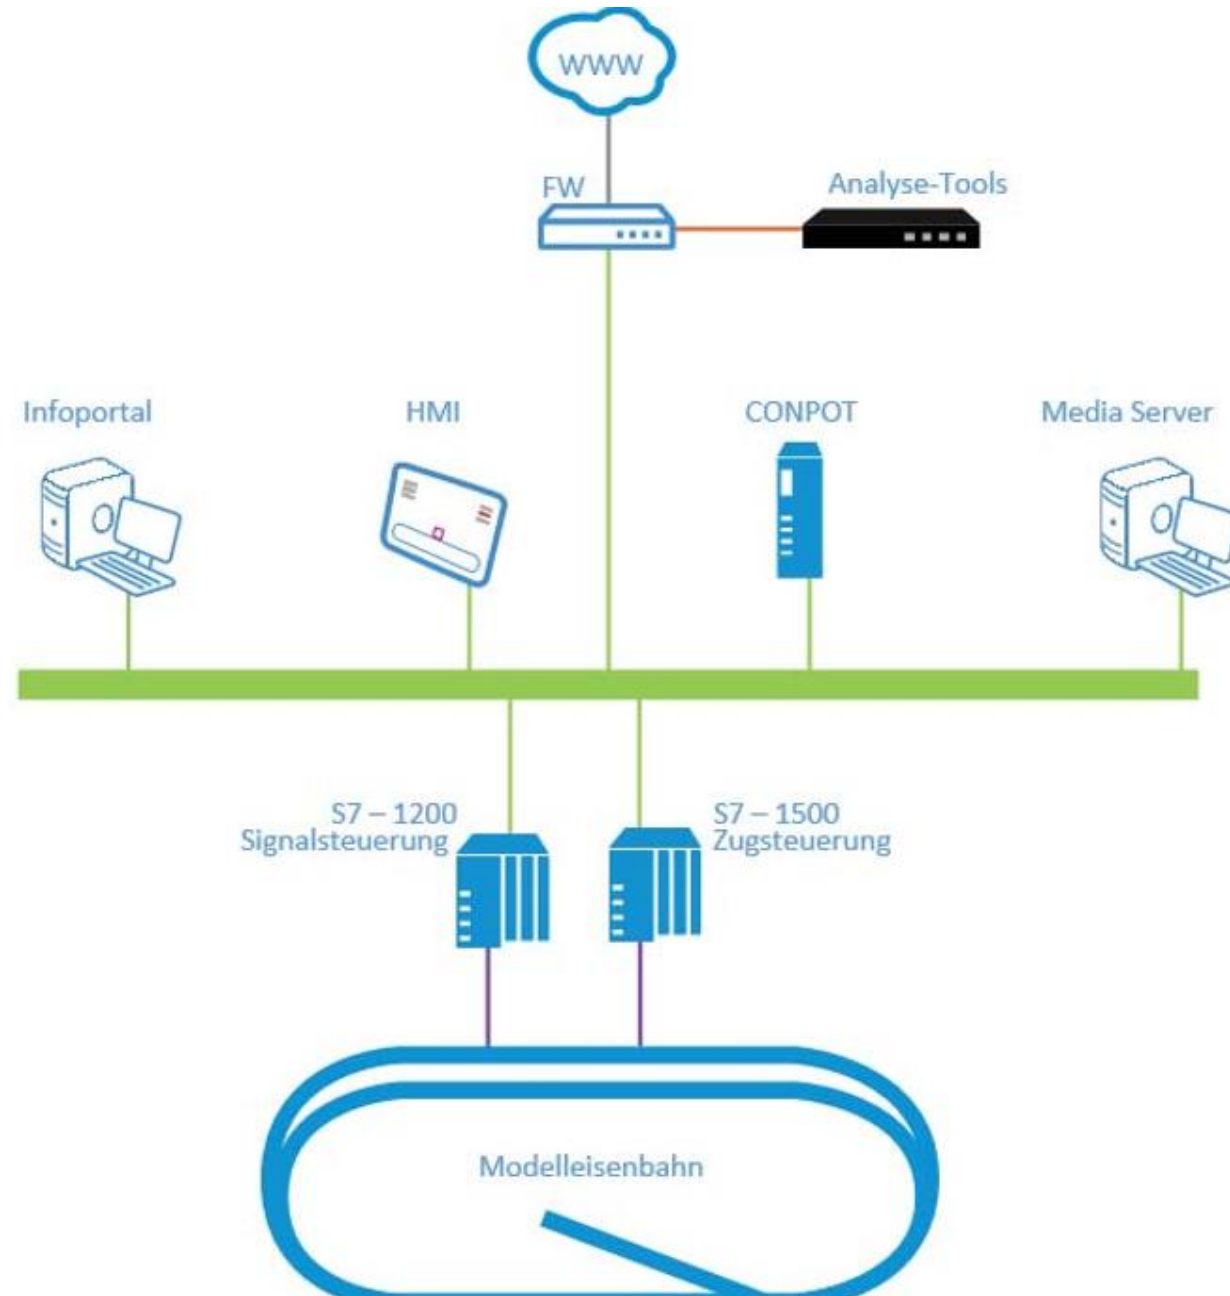 WWW
FW
Analyse-Tools
Infoportal
HMI
CONPOT
Media Server
S7 – 1200
Signalsteuerung
S7 – 1500
Zugsteuerung
Modelleisenbahn